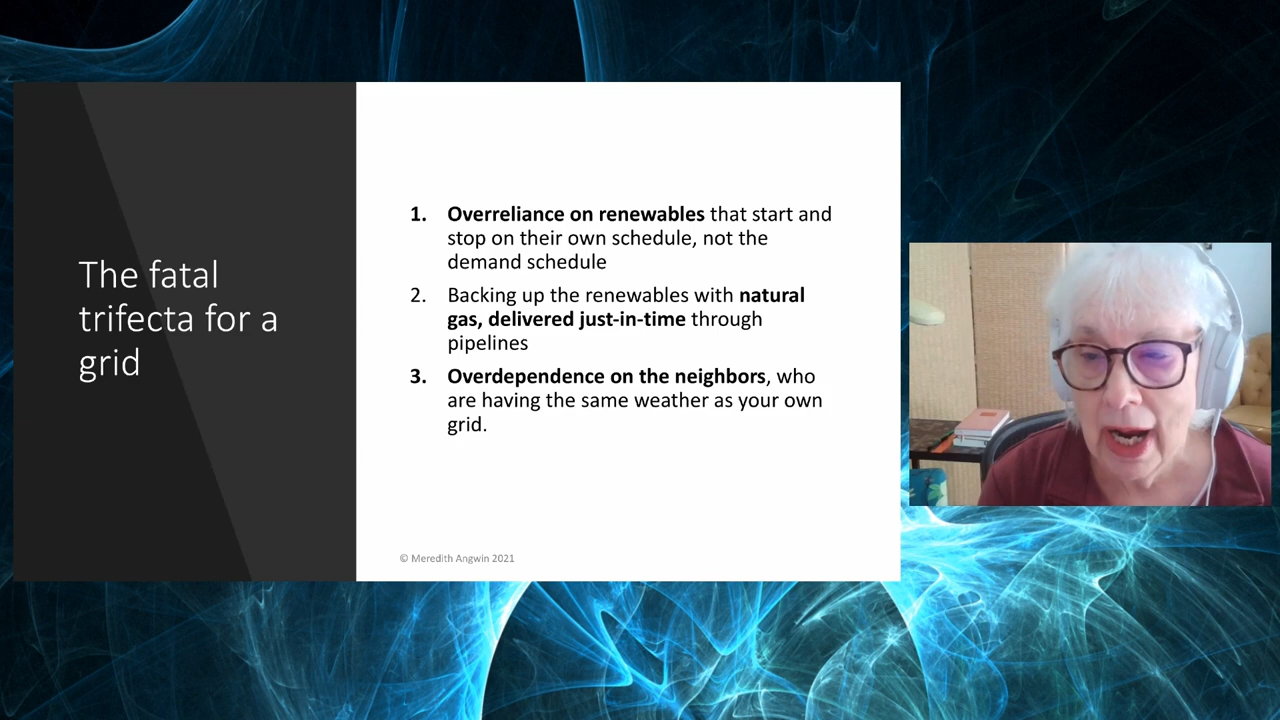 The fatal
trifecta for a
grid
1. Overreliance on renewables that start and
stop on their own schedule, not the
demand schedule
2. Backing up the renewables with natural
gas, delivered just-in-time through
pipelines
3. Overdependence on the neighbors, who
are having the same weather as your own
grid.
© Meredith Angwin 2021